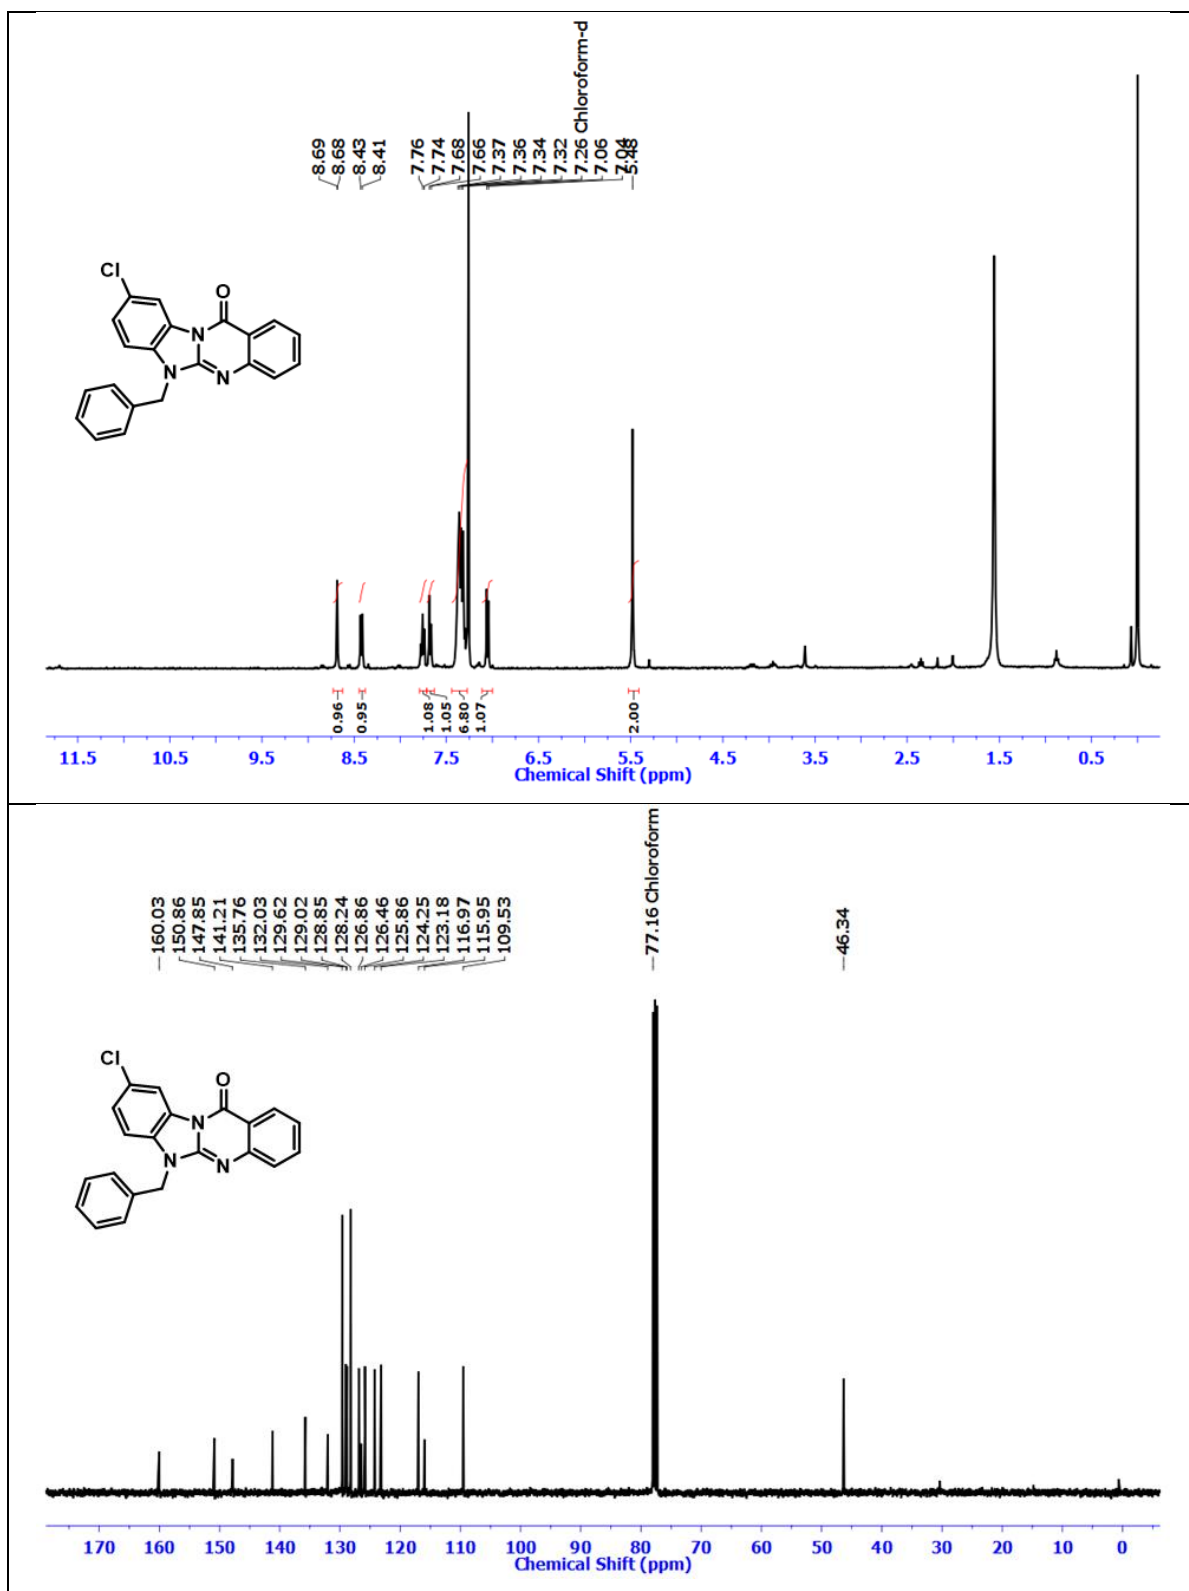 8.69
8.68
8.43
8.41
7.76
7.74
7.68
7.66
7.37
7.36
7.34
7.32
7.26 Chloroform-d
7.06
7.04
5.48
Cl
O
N
N
N
0.96
0.95
1.08
1.05
6.80
1.07
2.00
11.5 10.5 9.5 8.5 7.5 6.5 5.5 4.5 3.5 2.5 1.5 0.5
Chemical Shift (ppm)
160.03
150.86
147.85
141.21
135.76
132.03
129.62
129.02
128.85
128.24
126.86
126.46
125.86
124.25
123.18
116.97
115.95
109.53
77.16 Chloroform
46.34
Cl
O
N
N
N
170 160 150 140 130 120 110 100 90 80 70 60 50 40 30 20 10 0
Chemical Shift (ppm)